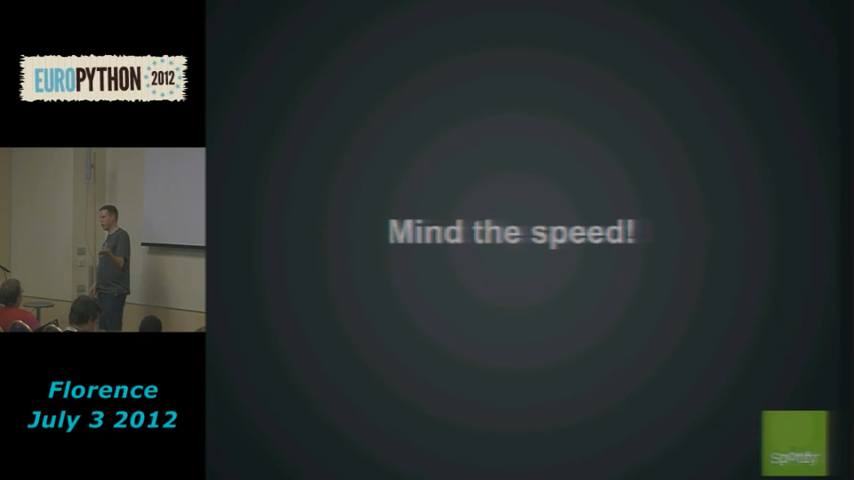 EUROPYTHON 2012
Mind the speed!
Florence
July 3 2012
Spotify